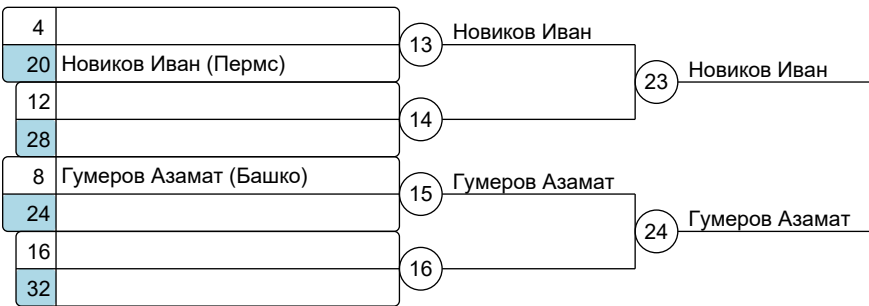 4
13 Новиков Иван
20 Новиков Иван (Пермс)
23 Новиков Иван
12
14
28
8 Гумеров Азамат (Башко)
15 Гумеров Азамат
24
24 Гумеров Азамат
16
16
32